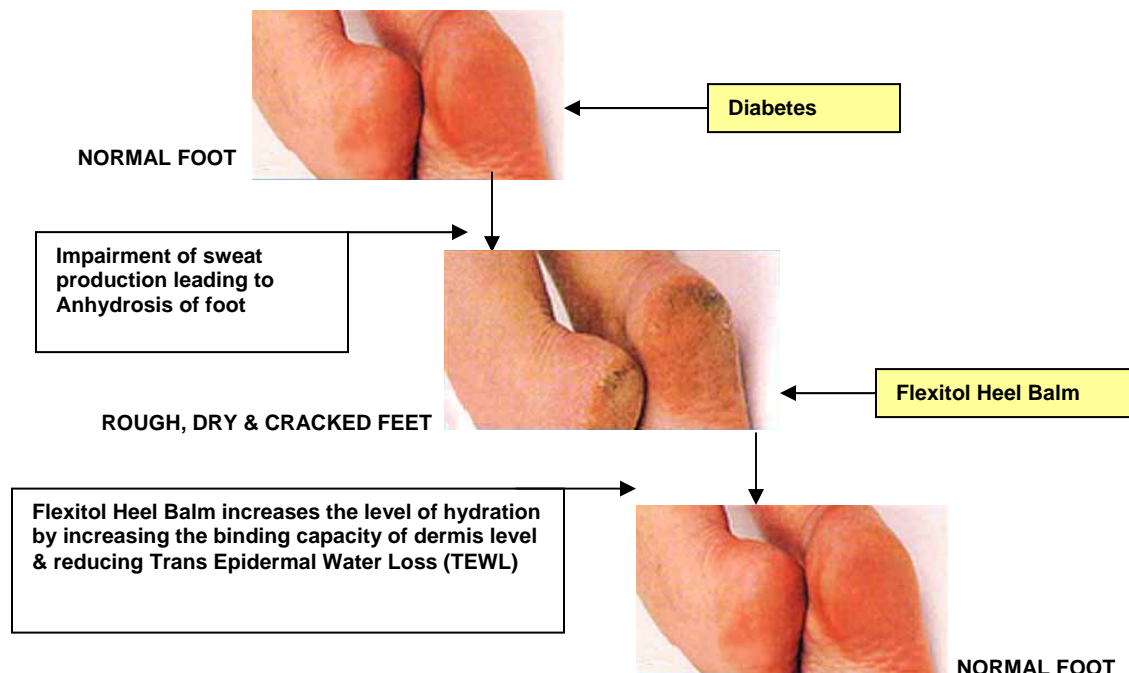 Diabetes
NORMAL FOOT
Impairment of sweat
production leading to
Anhydrosis of foot
Flexitol Heel Balm
ROUGH, DRY & CRACKED FEET
Flexitol Heel Balm increases the level of hydration
by increasing the binding capacity of dermis level
& reducing Trans Epidermal Water Loss (TEWL)
NORMAL FOOT